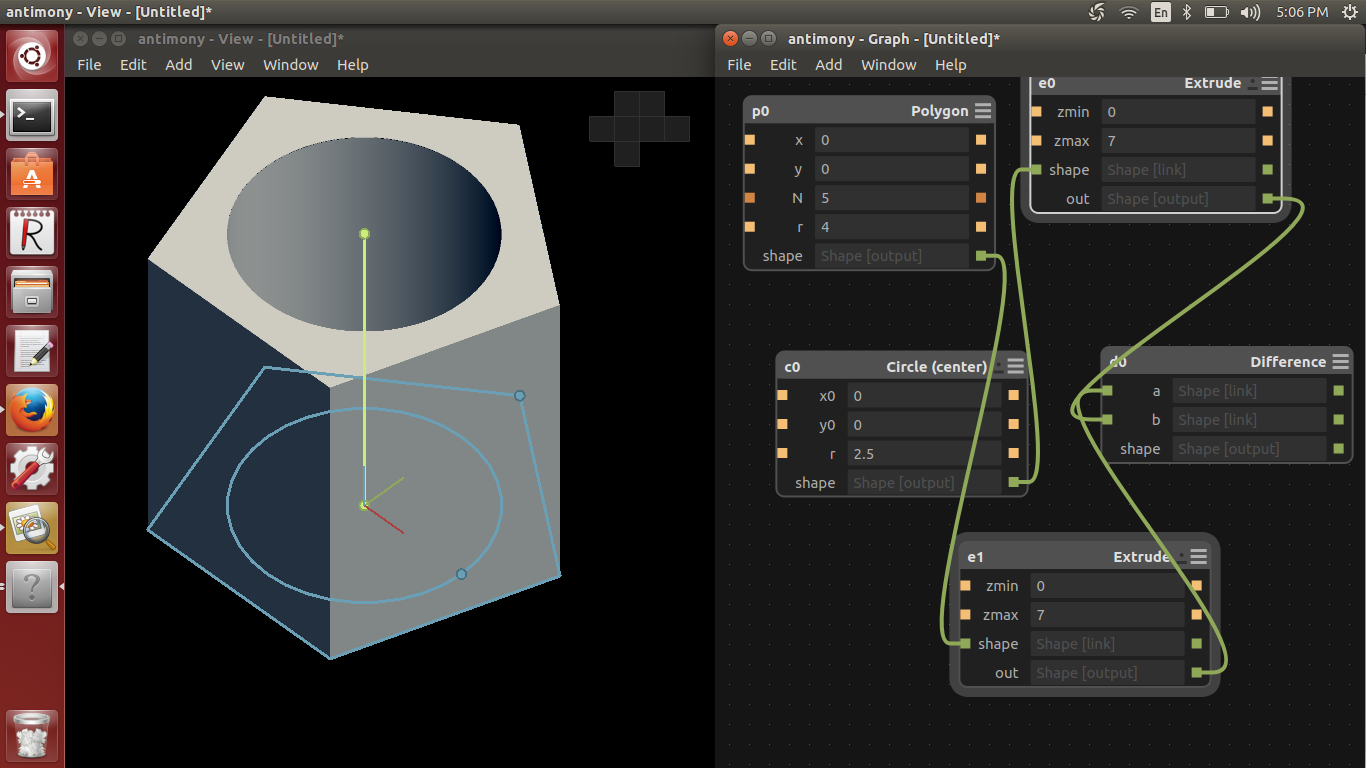 antimony - View - [Untitled]*
En
5:06 PM
antimony - View - [Untitled]*
File Edit Add View Window Help
antimony - Graph - [Untitled]*
File Edit Add Window Help
p0 Polygon
x 0
y 0
N 5
r 4
shape Shape [output]
e0 Extrude
zmin 0
zmax 7
shape Shape [link]
out Shape [output]
c0 Circle (center)
x0 0
y0 0
r 2.5
shape Shape [output]
d0 Difference
a Shape [link]
b Shape [link]
shape Shape [output]
e1 Extrude
zmin 0
zmax 7
shape Shape [link]
out Shape [output]